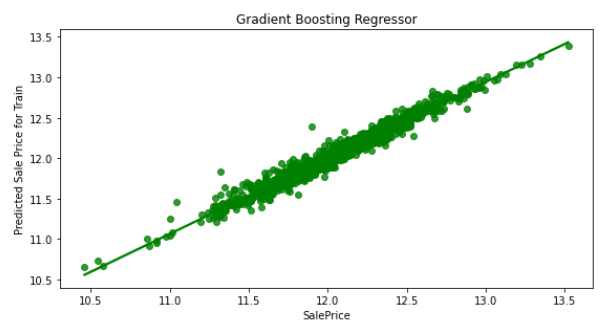 Gradient Boosting Regressor
Predicted Sale Price for Train
13.5
13.0
12.5
12.0
11.5
11.0
10.5
10.5 11.0 11.5 12.0 12.5 13.0 13.5
SalePrice